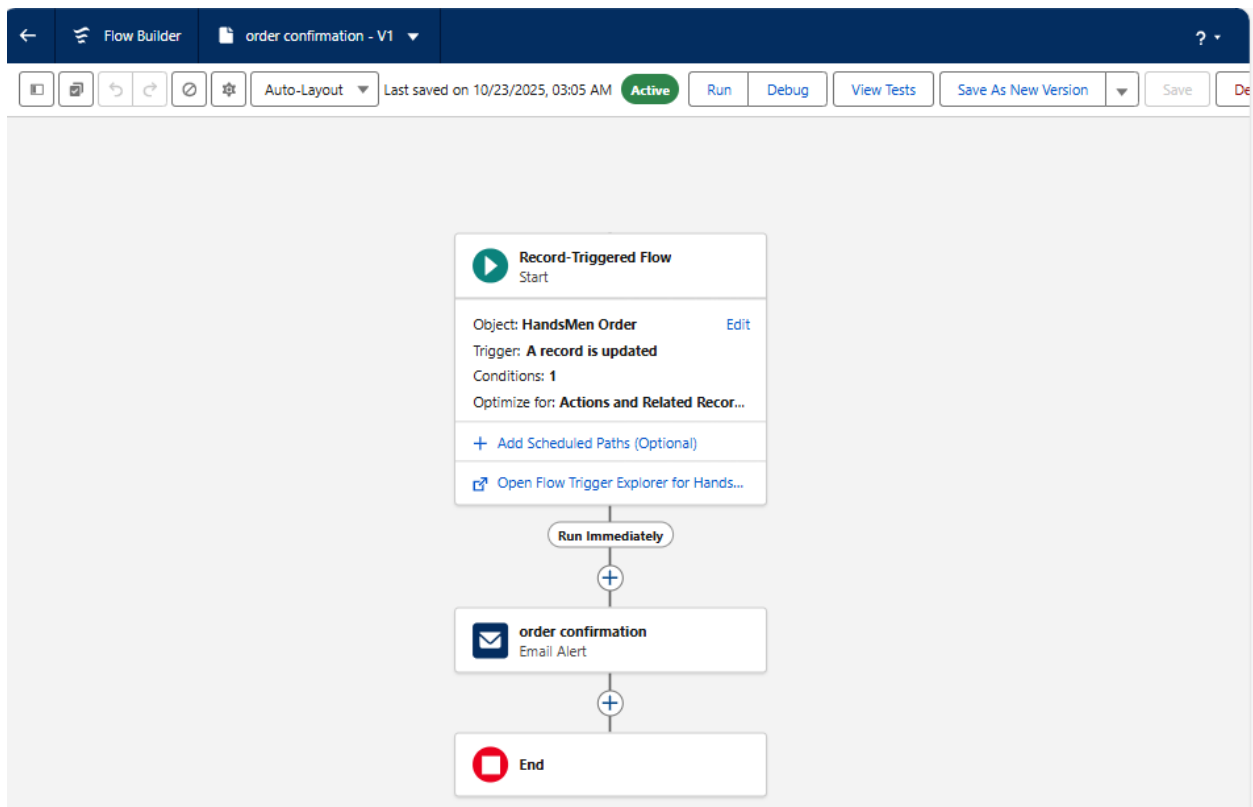 Flow Builder order confirmation - V1 ?
Auto-Layout Last saved on 10/23/2025, 03:05 AM Active Run Debug View Tests Save As New Version Save De
Record-Triggered Flow
Start
Object: HandsMen Order Edit
Trigger: A record is updated
Conditions: 1
Optimize for: Actions and Related Recor...
+ Add Scheduled Paths (Optional)
Open Flow Trigger Explorer for Hands...
Run Immediately
order confirmation
Email Alert
End